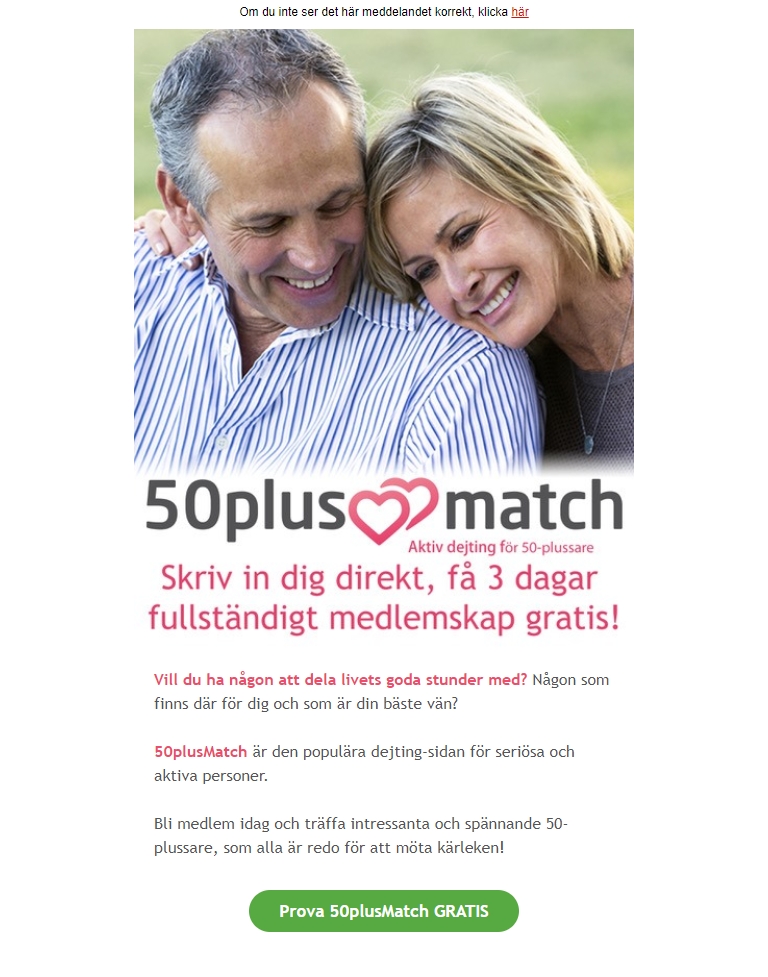 Om du inte ser det här meddelandet korrekt, klicka här
50plus match
Aktiv dejting för 50-plussare
Skriv in dig direkt, få 3 dagar
fullständigt medlemskap gratis!
Vill du ha någon att dela livets goda stunder med? Någon som
finns där för dig och som är din bäste vän?
50plusMatch är den populära dejting-sidan för seriösa och
aktiva personer.
Bli medlem idag och träffa intressanta och spännande 50-
plussare, som alla är redo för att möta kärleken!
Prova 50plusMatch GRATIS